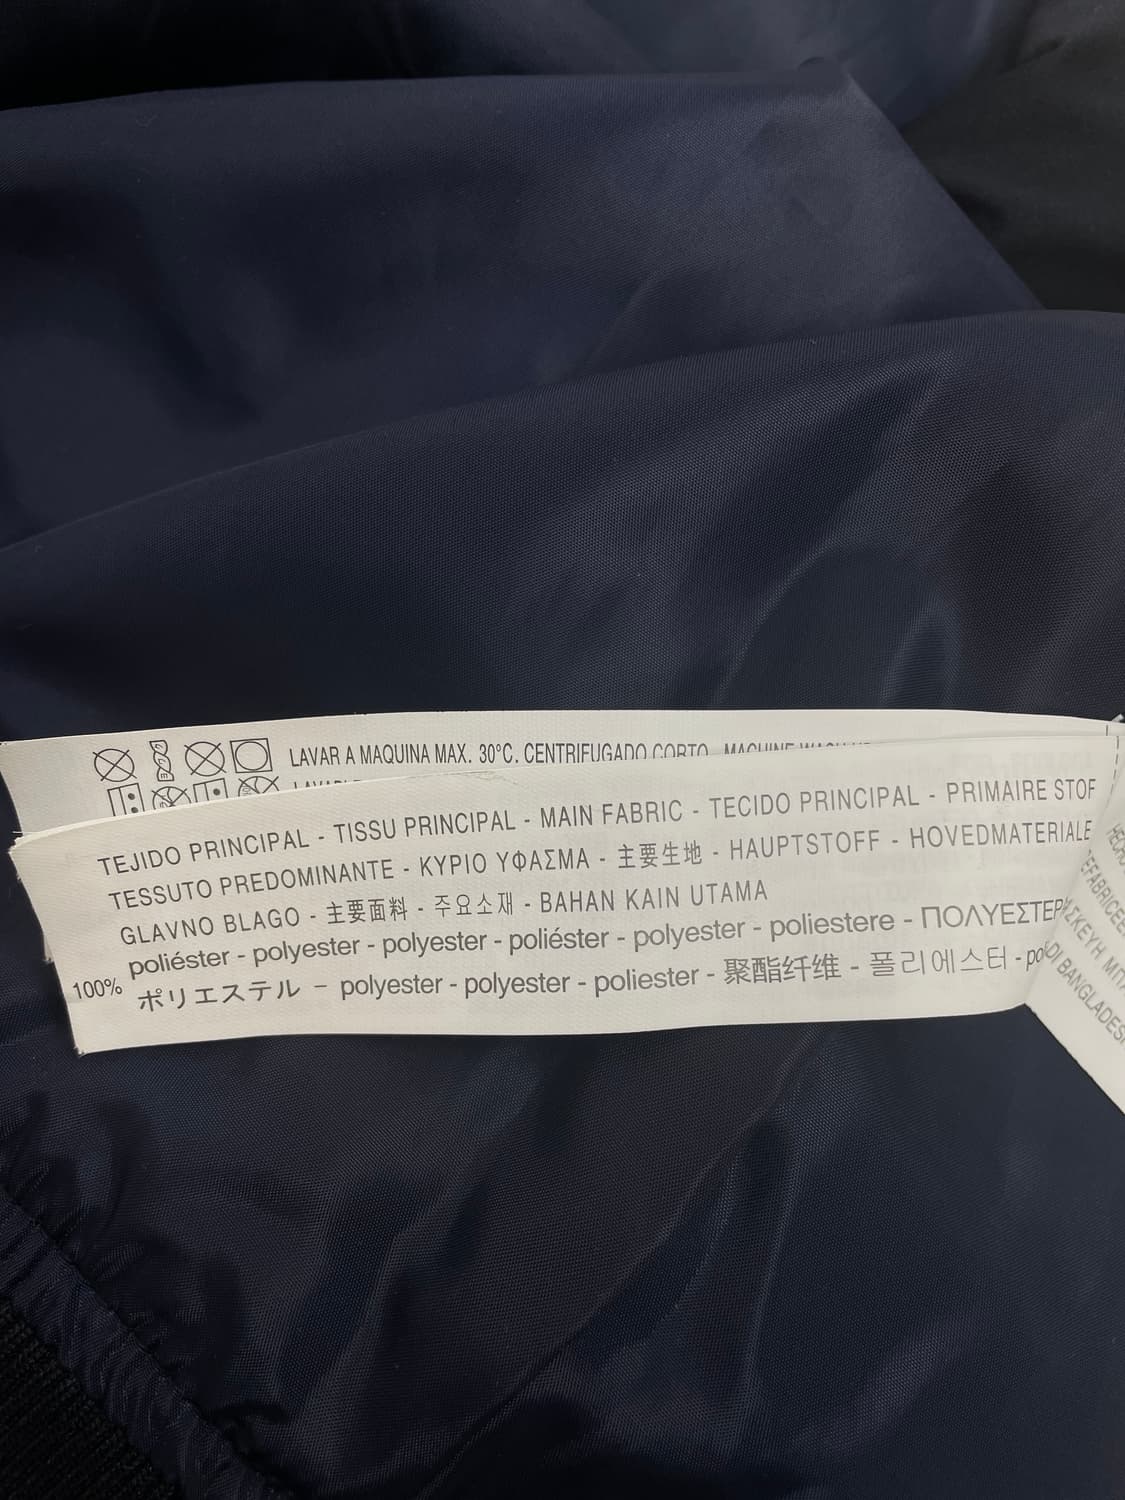 LAVAR A MAQUINA MAX. 30°C. CENTRIFUGADO CORTO
TEJIDO PRINCIPAL - TISSU PRINCIPAL - MAIN FABRIC - TECIDO PRINCIPAL - PRIMAIRE STOF
TESSUTO PREDOMINANTE - ΚΥΡΙΟ ΥΦΑΣΜΑ - 主要生地 - HAUPTSTOFF - HOVEDMATERIALE
GLAVNO BLAGO - 主要面料 - 주요소재 - BAHAN KAIN UTAMA
100%
poliéster - polyester - polyester - poliéster - polyester - poliestere - ΠΟΛΥΕΣΤΕΡ
ポリエステル - polyester - polyester - poliester - 聚酯纤维 - 폴리에스터 -
DI BANGLADES